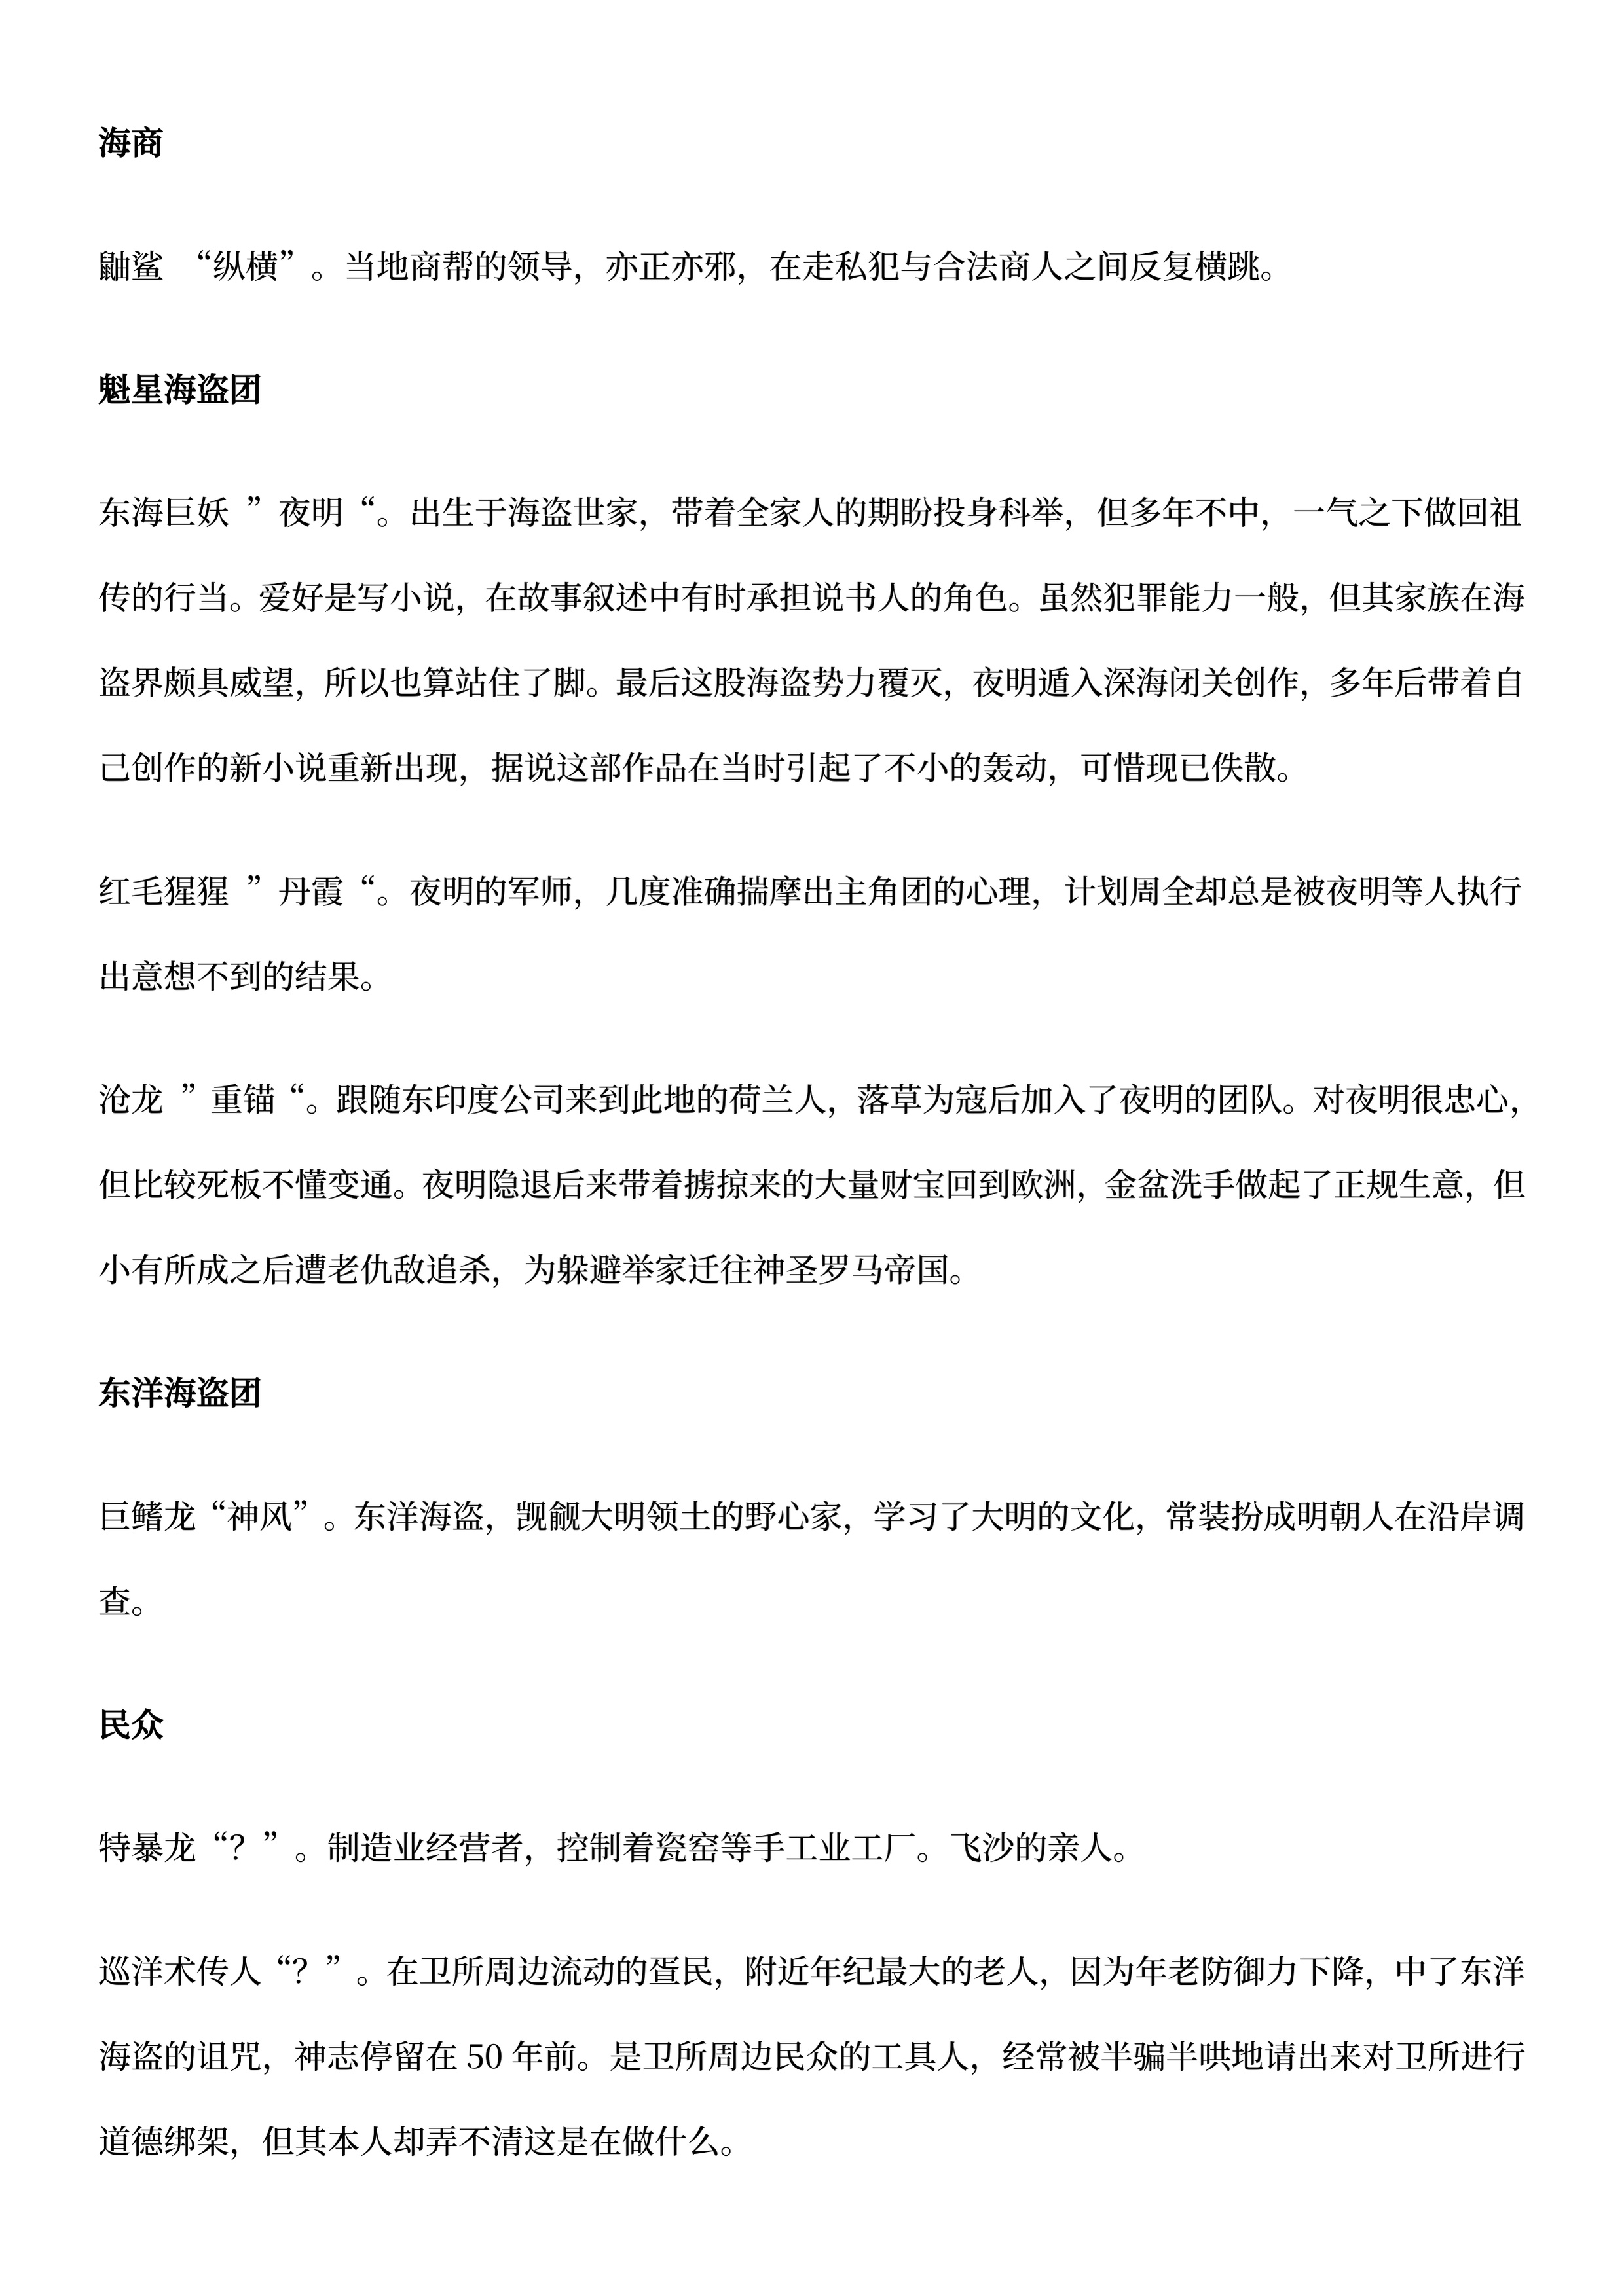 海商
鼬鲨 “纵横”。当地商帮的领导，亦正亦邪，在走私犯与合法商人之间反复横跳。
魁星海盗团
东海巨妖 ”夜明“。出生于海盗世家，带着全家人的期盼投身科举，但多年不中，一气之下做回祖
传的行当。爱好是写小说，在故事叙述中有时承担说书人的角色。虽然犯罪能力一般，但其家族在海
盗界颇具威望，所以也算站住了脚。最后这股海盗势力覆灭，夜明遁入深海闭关创作，多年后带着自
己创作的新小说重新出现，据说这部作品在当时引起了不小的轰动，可惜现已佚散。
红毛猩猩 ”丹霞“。夜明的军师，几度准确揣摩出主角团的心理，计划周全却总是被夜明等人执行
出意想不到的结果。
沧龙 ”重锚“。跟随东印度公司来到此地的荷兰人，落草为寇后加入了夜明的团队。对夜明很忠心，
但比较死板不懂变通。夜明隐退后来带着掳掠来的大量财宝回到欧洲，金盆洗手做起了正规生意，但
小有所成之后遭老仇敌追杀，为躲避举家迁往神圣罗马帝国。
东洋海盗团
巨鳍龙“神风”。东洋海盗，觊觎大明领土的野心家，学习了大明的文化，常装扮成明朝人在沿岸调
查。
民众
特暴龙“？”。制造业经营者，控制着瓷窑等手工业工厂。飞沙的亲人。
巡洋术传人“？”。在卫所周边流动的疍民，附近年纪最大的老人，因为年老防御力下降，中了东洋
海盗的诅咒，神志停留在 50 年前。是卫所周边民众的工具人，经常被半骗半哄地请出来对卫所进行
道德绑架，但其本人却弄不清这是在做什么。